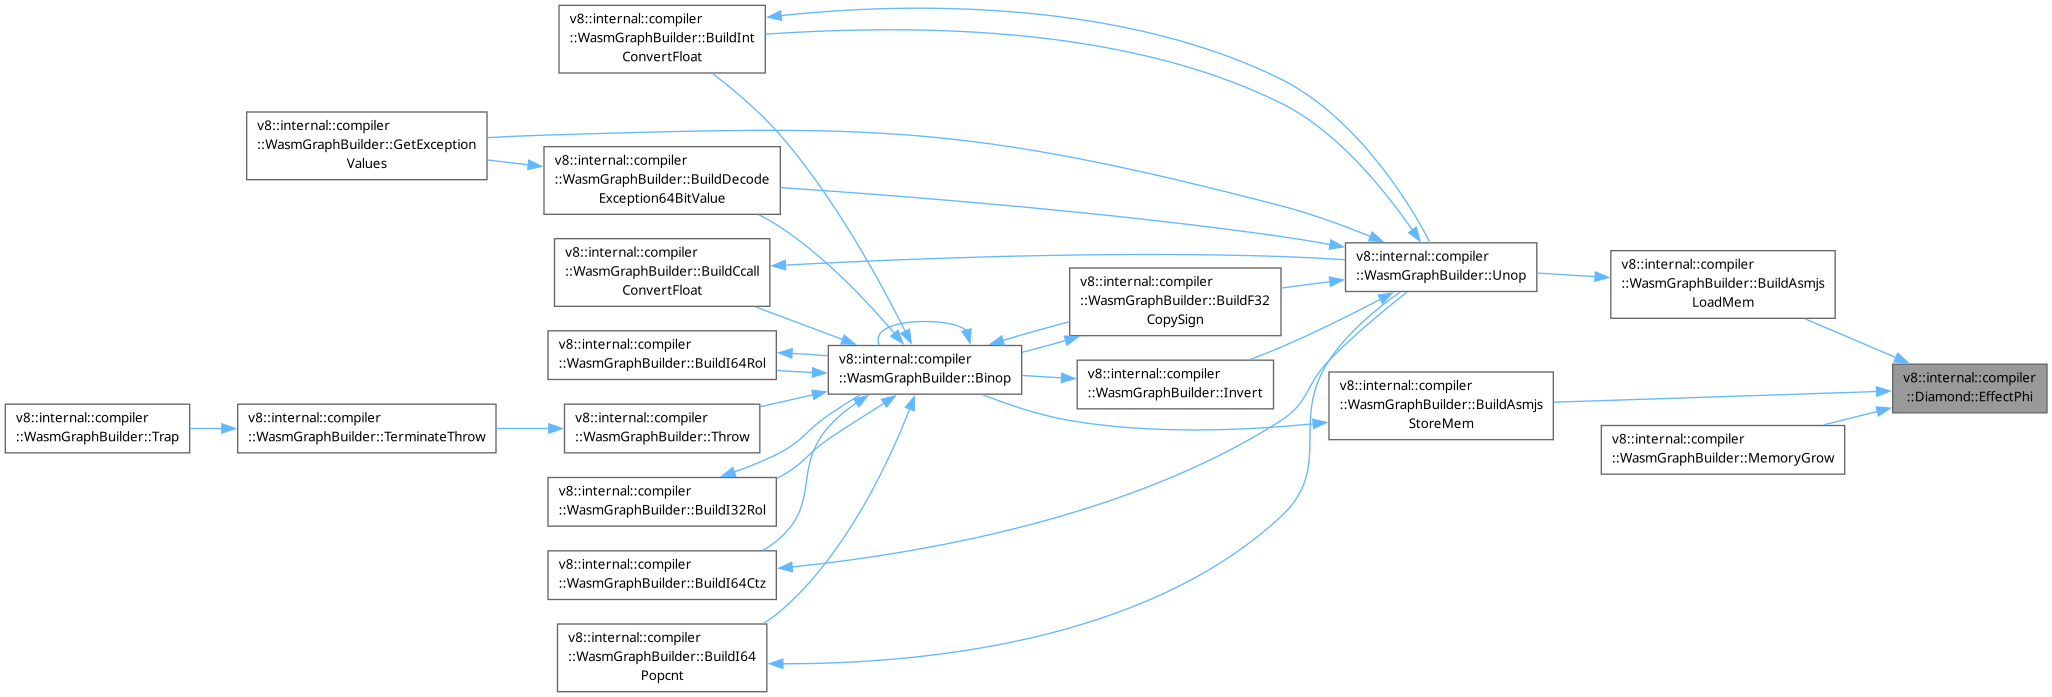 v8::internal::compiler
::WasmGraphBuilder::BuildInt
ConvertFloat
v8::internal::compiler
::WasmGraphBuilder::GetException
Values
v8::internal::compiler
::WasmGraphBuilder::BuildDecode
Exception64BitValue
v8::internal::compiler
::WasmGraphBuilder::BuildCcall
ConvertFloat
v8::internal::compiler
::WasmGraphBuilder::Unop
v8::internal::compiler
::WasmGraphBuilder::BuildAsmjs
LoadMem
v8::internal::compiler
::WasmGraphBuilder::BuildF32
CopySign
v8::internal::compiler
::WasmGraphBuilder::BuildI64Rol
v8::internal::compiler
::WasmGraphBuilder::Binop
v8::internal::compiler
::WasmGraphBuilder::Invert
v8::internal::compiler
::WasmGraphBuilder::BuildAsmjs
StoreMem
v8::internal::compiler
::Diamond::EffectPhi
v8::internal::compiler
::WasmGraphBuilder::Trap
v8::internal::compiler
::WasmGraphBuilder::TerminateThrow
v8::internal::compiler
::WasmGraphBuilder::Throw
v8::internal::compiler
::WasmGraphBuilder::MemoryGrow
v8::internal::compiler
::WasmGraphBuilder::BuildI32Rol
v8::internal::compiler
::WasmGraphBuilder::BuildI64Ctz
v8::internal::compiler
::WasmGraphBuilder::BuildI64
Popcnt